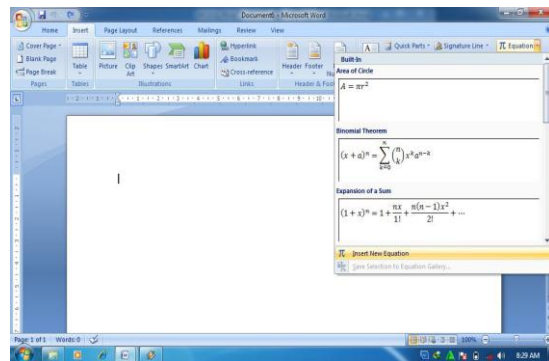 Document1 - Microsoft Word
Home Insert Page Layout References Mailings Review View
Cover Page
Blank Page
Page Break
Pages
Table
Tables
Picture Clip Art Shapes SmartArt Chart
Illustrations
Hyperlink
Bookmark
Cross-reference
Links
Header Footer
Header & Foot
A
Quick Parts
Signature Line
π Equation
Built-In
Area of Circle
A = πr²
Binomial Theorem
(x + a)ⁿ = ∑ₖ₌₀ⁿ (n k) xᵏaⁿ⁻ᵏ
Expansion of a Sum
(1 + x)ⁿ = 1 + nx/1! + n(n − 1)x²/2! + ⋯
π Insert New Equation
Save Selection to Equation Gallery...
Page: 1 of 1 Words: 0
100%
8:29 AM